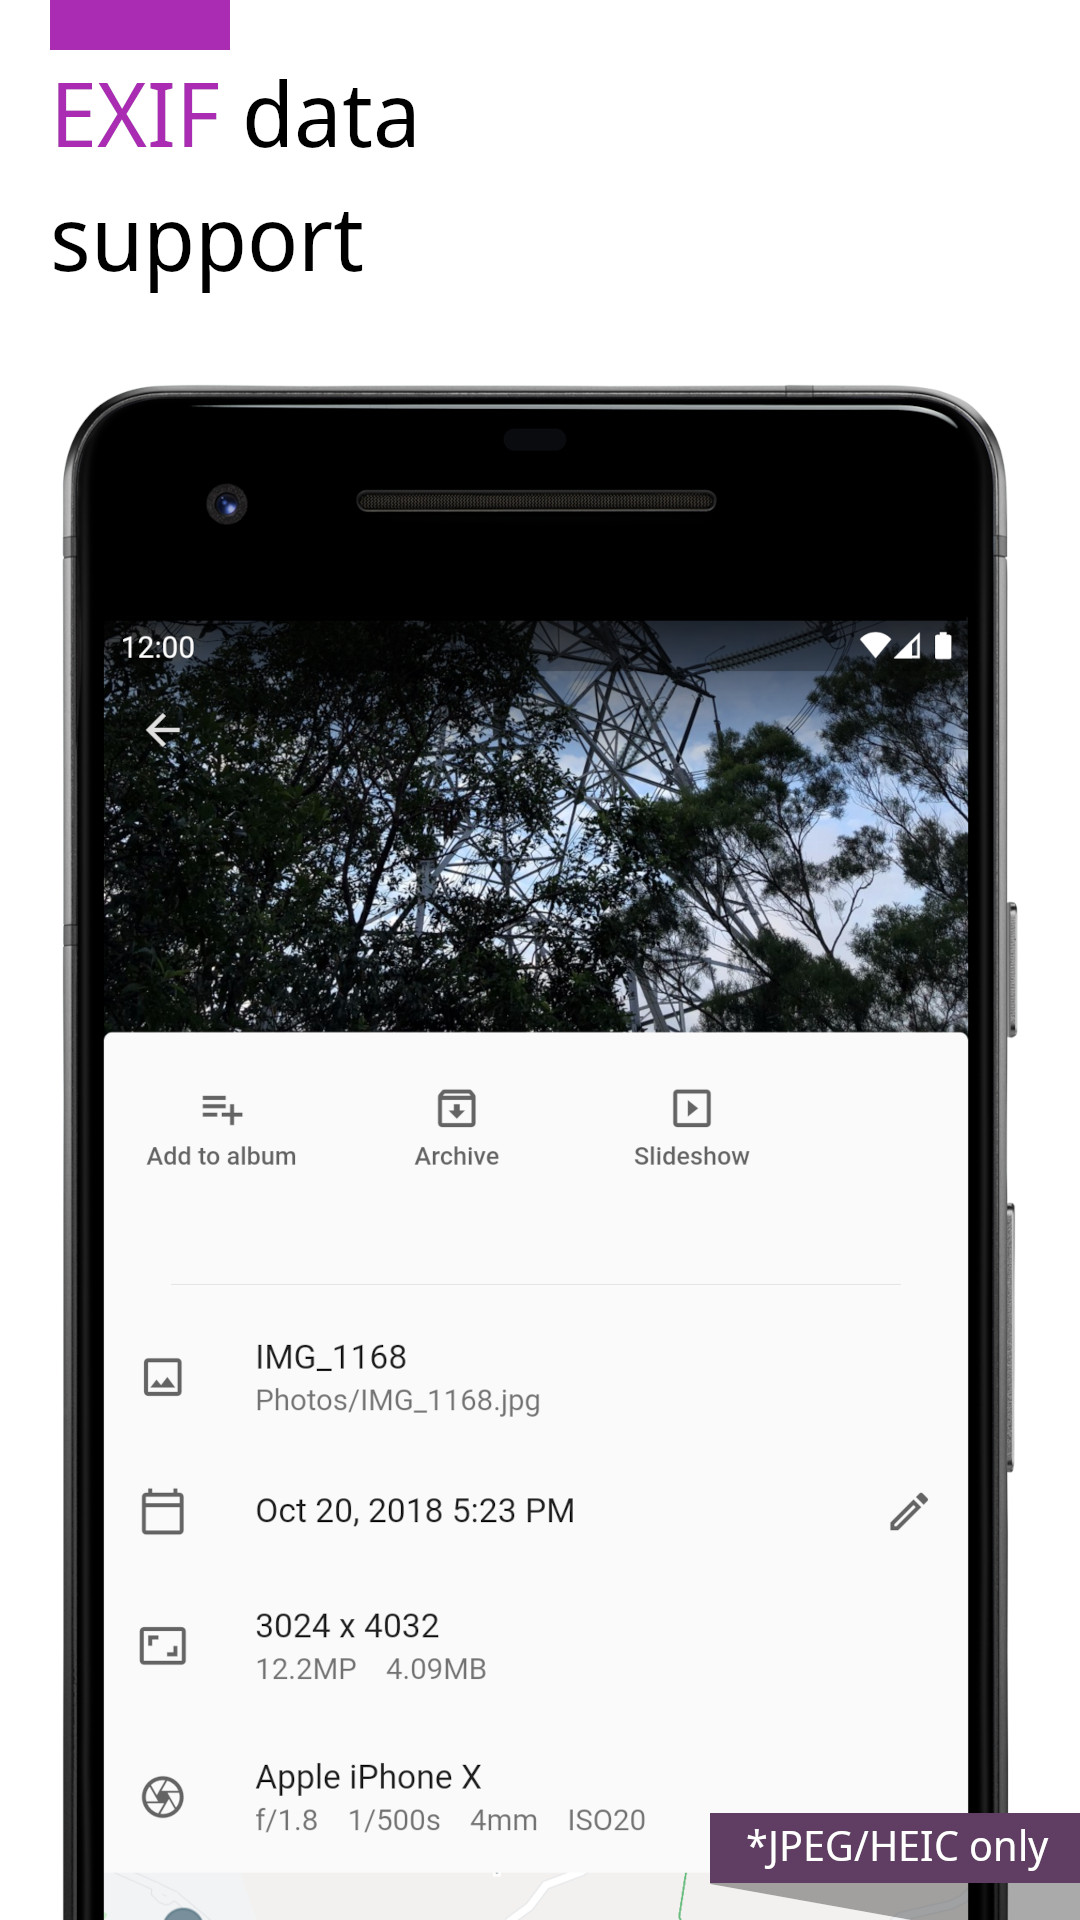 EXIF data
support
12:00
Add to album
Archive
Slideshow
IMG_1168
Photos/IMG_1168.jpg
Oct 20, 2018 5:23 PM
3024 x 4032
12.2MP 4.09MB
Apple iPhone X
f/1.8 1/500s 4mm ISO20
*JPEG/HEIC only